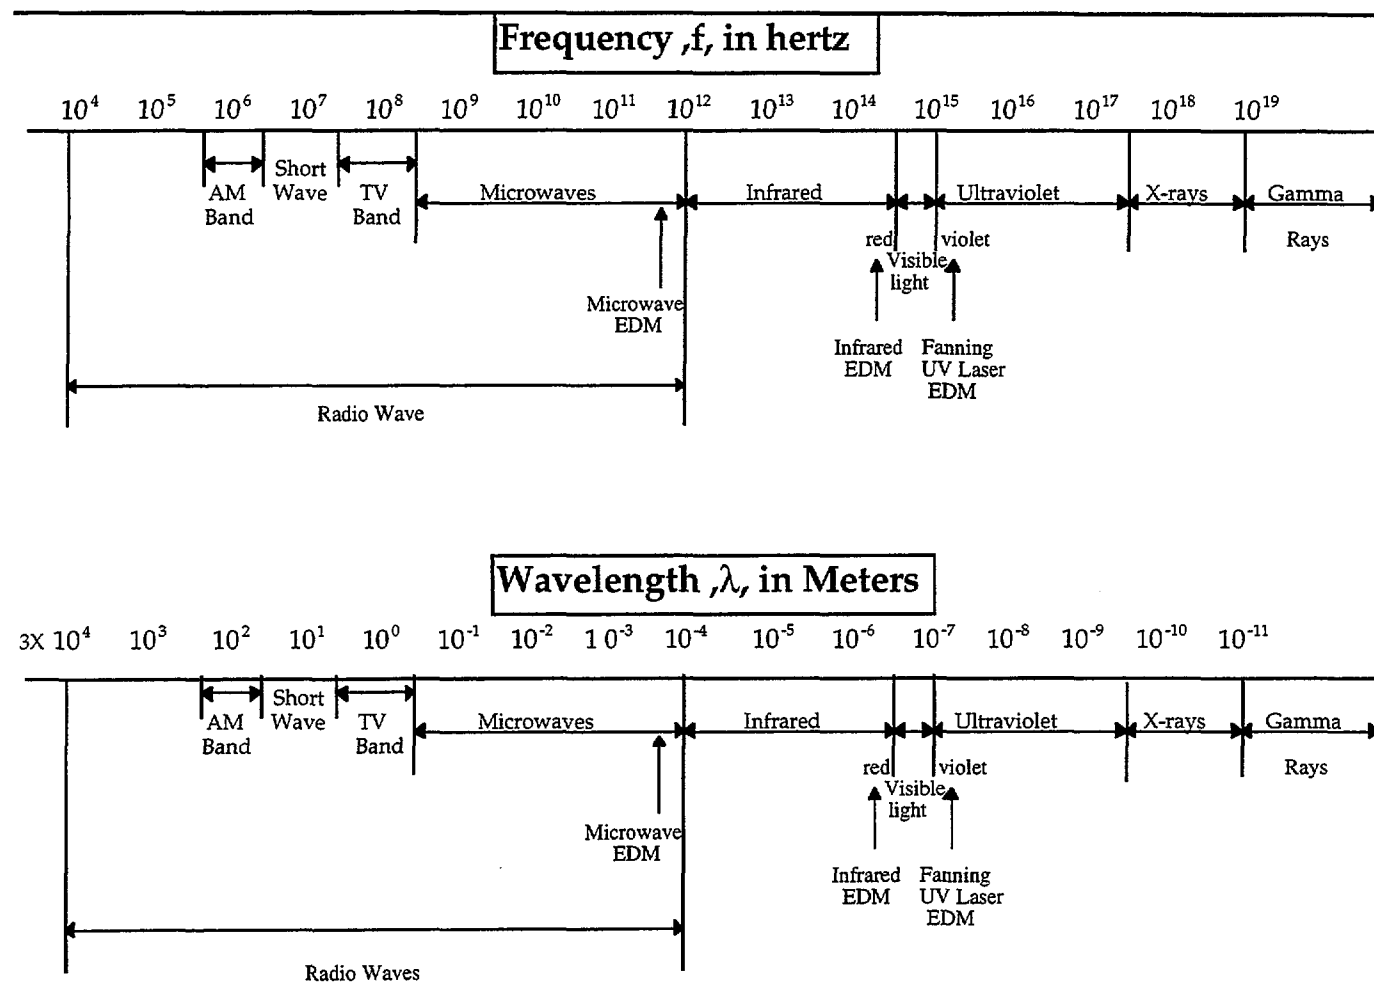 Frequency ,f, in hertz
10⁴ 10⁵ 10⁶ 10⁷ 10⁸ 10⁹ 10¹⁰ 10¹¹ 10¹² 10¹³ 10¹⁴ 10¹⁵ 10¹⁶ 10¹⁷ 10¹⁸ 10¹⁹
AM
Band
Short
Wave
TV
Band
Microwaves
Infrared
Ultraviolet
X-rays
Gamma
Rays
red
violet
Visible
light
Microwave
EDM
Infrared
EDM
Fanning
UV Laser
EDM
Radio Wave
Wavelength ,λ, in Meters
3X 10⁴ 10³ 10² 10¹ 10⁰ 10⁻¹ 10⁻² 10⁻³ 10⁻⁴ 10⁻⁵ 10⁻⁶ 10⁻⁷ 10⁻⁸ 10⁻⁹ 10⁻¹⁰ 10⁻¹¹
AM
Band
Short
Wave
TV
Band
Microwaves
Infrared
Ultraviolet
X-rays
Gamma
Rays
red
violet
Visible
light
Microwave
EDM
Infrared
EDM
Fanning
UV Laser
EDM
Radio Waves